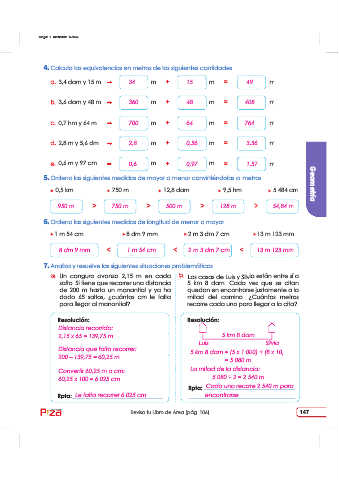 4. Calcula las equivalencias en metros de las siguientes cantidades
a. 3,4 dam y 15 m → 34 m + 15 m = 49 m
b. 3,6 dam y 48 m → 360 m + 48 m = 408 m
c. 0,7 hm y 64 m → 700 m + 64 m = 764 m
d. 2,8 m y 5,6 dm → 2,8 m + 0,56 m = 3,36 m
e. 0,6 m y 97 cm → 0,6 m + 0,97 m = 1,57 m
5. Ordena las siguientes medidas de mayor a menor convirtiéndolas a metros
0,5 km 750 m 12,8 dam 9,5 hm 5 484 cm
950 m > 750 m > 500 m > 128 m > 54,84 m
Geometría
6. Ordena las siguientes medidas de longitud de menor a mayor
1 m 54 cm 8 dm 9 mm 2 m 3 dm 7 cm 13 m 123 mm
8 dm 9 mm < 1 m 54 cm < 2 m 3 dm 7 cm < 13 m 123 mm
7. Analiza y resuelve las siguientes situaciones problemáticas
a. Un canguro avanza 2,15 m en cada
salto. Si tiene que recorrer una distancia
de 200 m hasta un manantial y ya ha
dado 65 saltos, ¿cuántos cm le falta
para llegar al manantial?
Resolución:
Distancia recorrida:
2,15 x 65 = 139,75 m
Distancia que falta recorrer:
200 – 139,75 = 60,25 m
Convierto 60,25 m a cm:
60,25 x 100 = 6 025 cm
Rpta: Le falta recorrer 6 025 cm
b. Las casas de Luis y Silvia están entre sí a
5 km 8 dam. Cada vez que se citan
quedan en encontrarse justamente a la
mitad del camino. ¿Cuántos metros
recorre cada uno para llegar a la cita?
Resolución:
5 km 8 dam
Luis Silvia
5 km 8 dam = (5 x 1 000) + (8 x 10)
= 5 080 m
La mitad de la distancia:
5 080 ÷ 2 = 2 540 m
Rpta: Cada uno recorre 2 540 m para
encontrarse
Revisa tu Libro de Área (pág. 106)
147